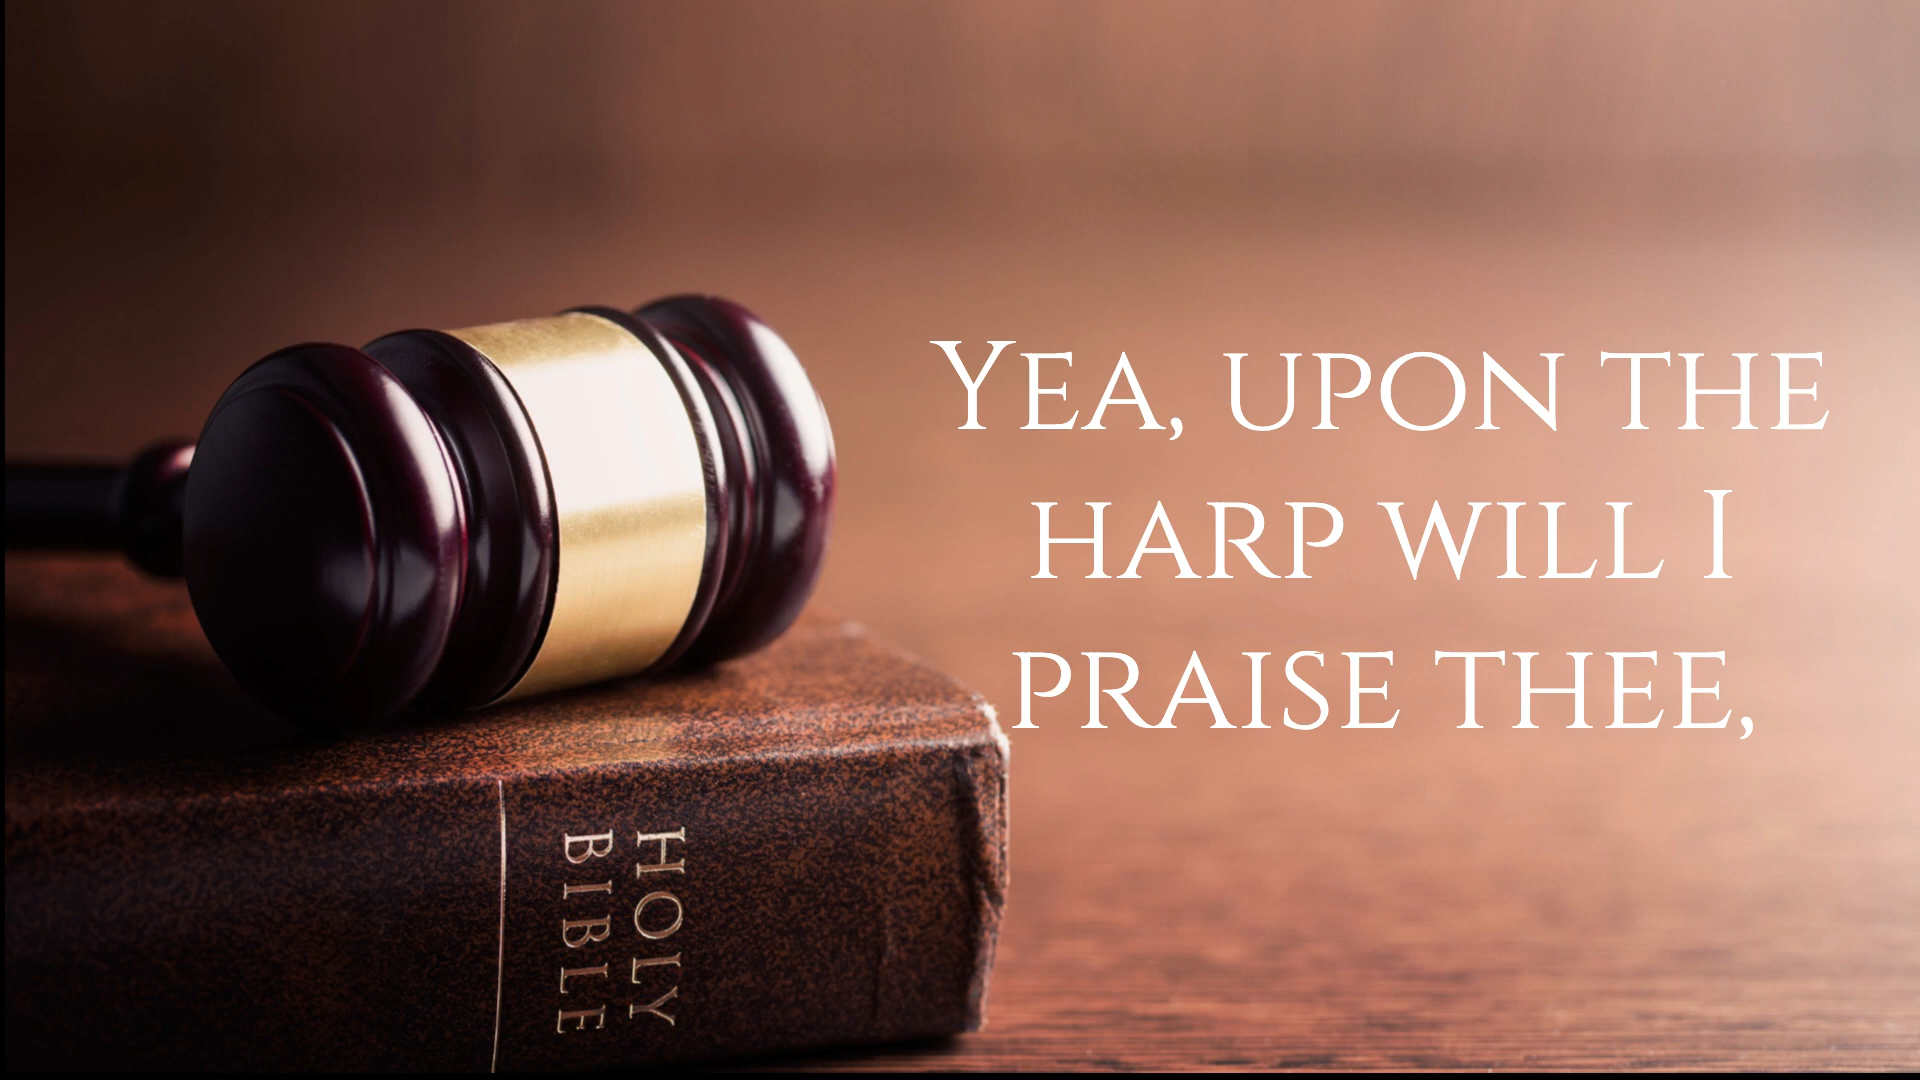 Yea, upon the
harp will I
praise thee,
HOLY
BIBLE